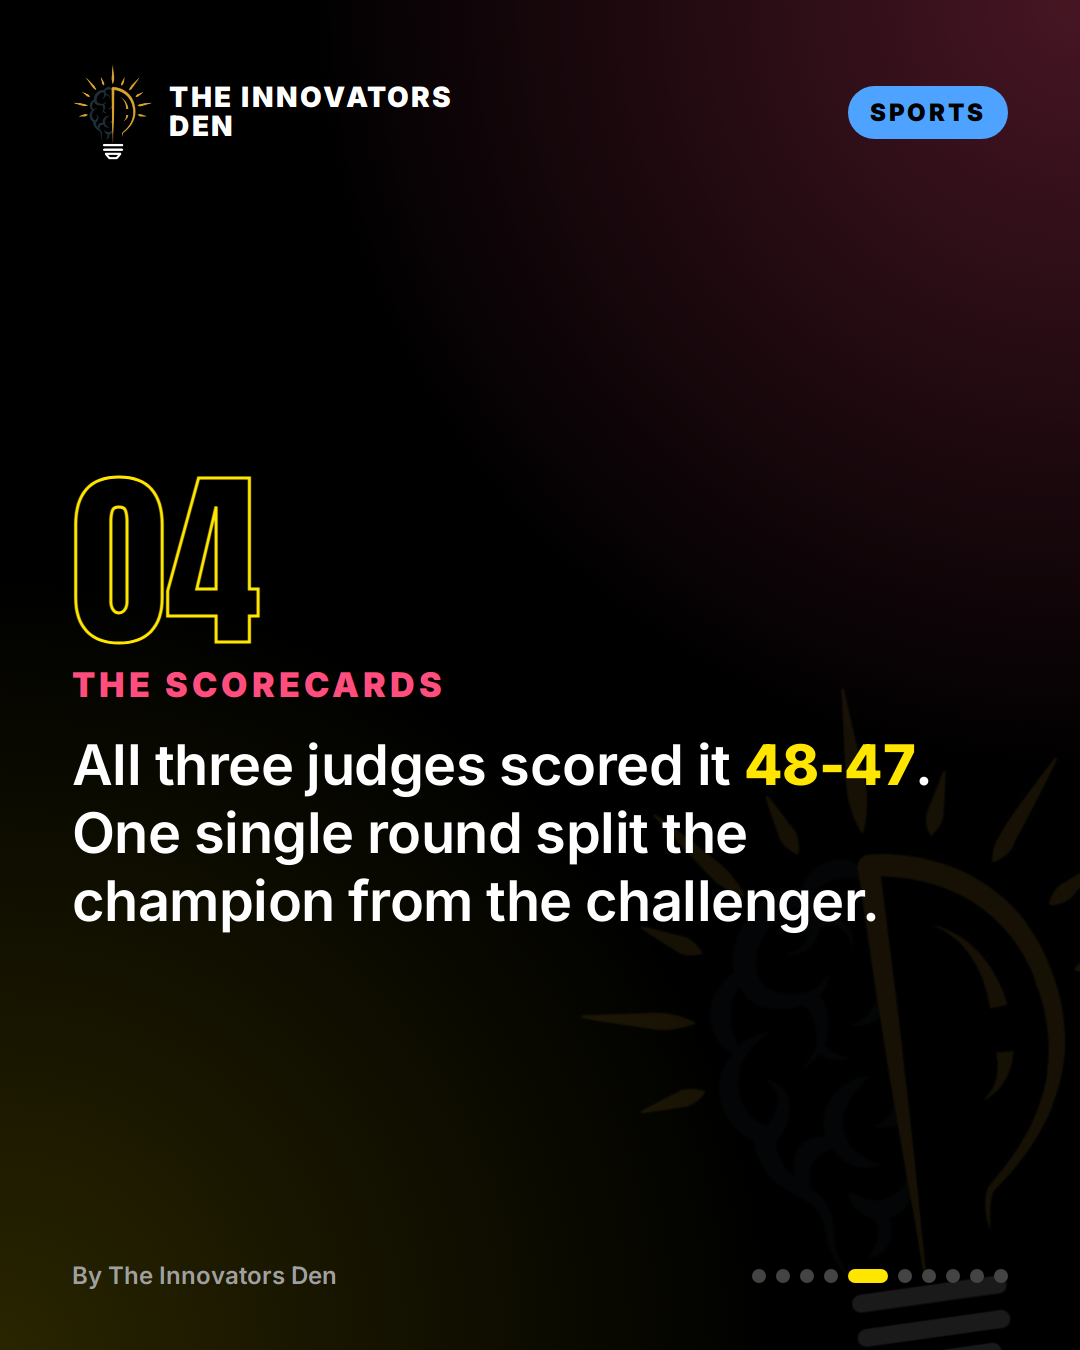 THE INNOVATORS
DEN
SPORTS
04
THE SCORECARDS
All three judges scored it 48-47.
One single round split the
champion from the challenger.
By The Innovators Den